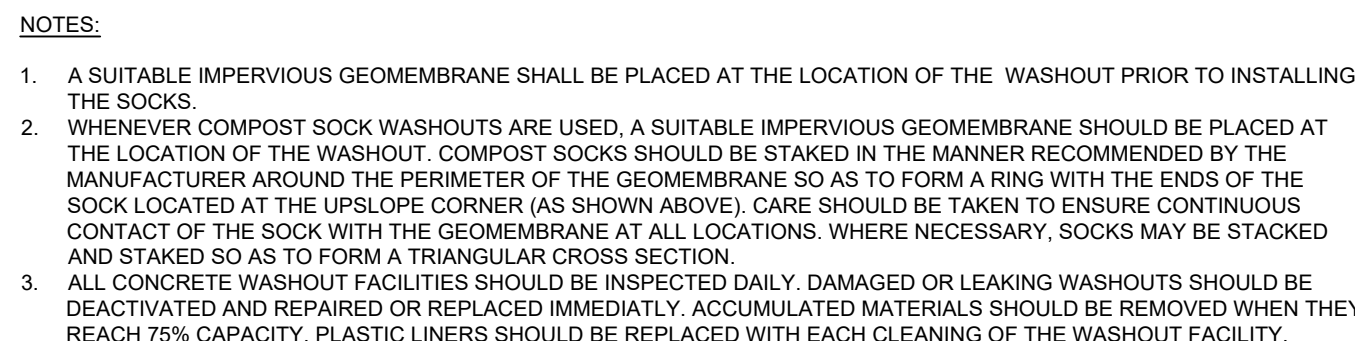 NOTES:
1. A SUITABLE IMPERVIOUS GEOMEMBRANE SHALL BE PLACED AT THE LOCATION OF THE WASHOUT PRIOR TO INSTALLING
THE SOCKS.
2. WHENEVER COMPOST SOCK WASHOUTS ARE USED, A SUITABLE IMPERVIOUS GEOMEMBRANE SHOULD BE PLACED AT
THE LOCATION OF THE WASHOUT. COMPOST SOCKS SHOULD BE STAKED IN THE MANNER RECOMMENDED BY THE
MANUFACTURER AROUND THE PERIMETER OF THE GEOMEMBRANE SO AS TO FORM A RING WITH THE ENDS OF THE
SOCK LOCATED AT THE UPSLOPE CORNER (AS SHOWN ABOVE). CARE SHOULD BE TAKEN TO ENSURE CONTINUOUS
CONTACT OF THE SOCK WITH THE GEOMEMBRANE AT ALL LOCATIONS. WHERE NECESSARY, SOCKS MAY BE STACKED
AND STAKED SO AS TO FORM A TRIANGULAR CROSS SECTION.
3. ALL CONCRETE WASHOUT FACILITIES SHOULD BE INSPECTED DAILY. DAMAGED OR LEAKING WASHOUTS SHOULD BE
DEACTIVATED AND REPAIRED OR REPLACED IMMEDIATLY. ACCUMULATED MATERIALS SHOULD BE REMOVED WHEN THEY
REACH 75% CAPACITY. PLASTIC LINERS SHOULD BE REPLACED WITH EACH CLEANING OF THE WASHOUT FACILITY.